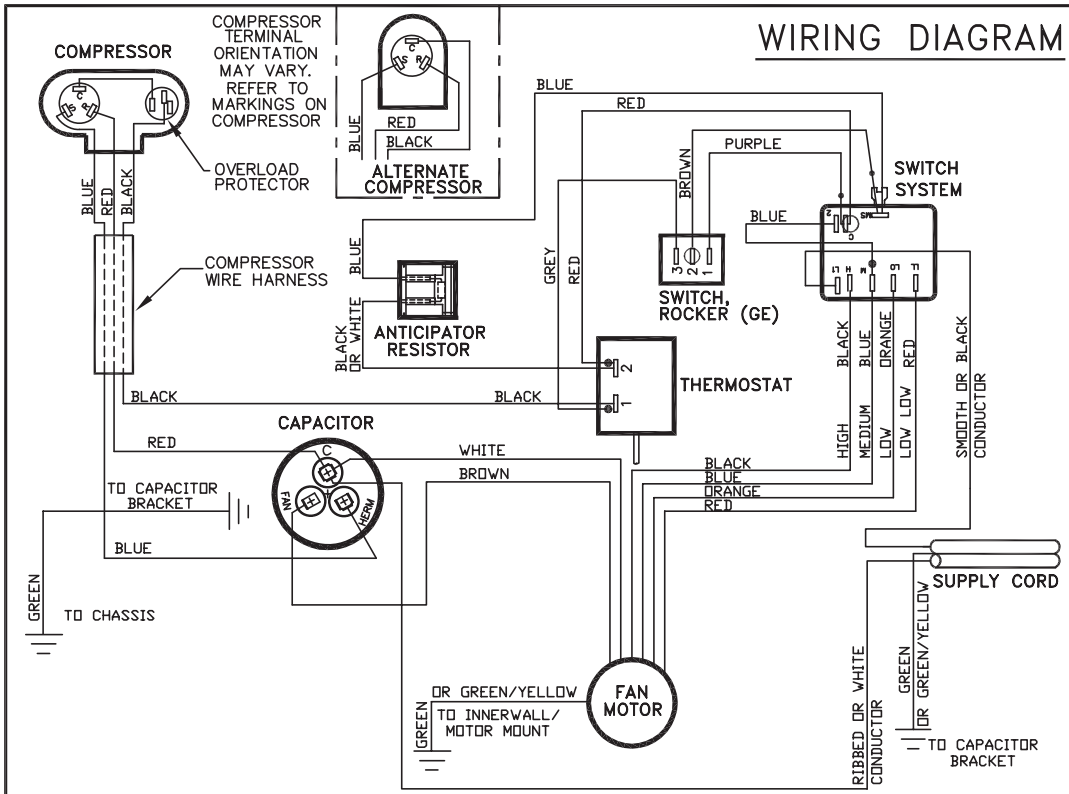 WIRING DIAGRAM
COMPRESSOR
S
C
R
OVERLOAD
PROTECTOR
COMPRESSOR
TERMINAL
ORIENTATION
MAY VARY.
REFER TO
MARKINGS ON
COMPRESSOR
C
S
R
BLUE
RED
BLACK
ALTERNATE
COMPRESSOR
BLUE
RED
BLACK
COMPRESSOR
WIRE HARNESS
BLUE
RED
BROWN
PURPLE
SWITCH
SYSTEM
BLUE
2
C
MS
L1
H
M
LO
LL
GREY
RED
3
2
1
SWITCH,
ROCKER (GE)
BLUE
BLACK
OR WHITE
ANTICIPATOR
RESISTOR
2
1
THERMOSTAT
BLACK
BLACK
HIGH BLACK
MEDIUM BLUE
LOW ORANGE
LOW LOW RED
SMOOTH OR BLACK
CONDUCTOR
CAPACITOR
RED
C
FAN
HERM
WHITE
BROWN
BLACK
BLUE
ORANGE
RED
TO CAPACITOR
BRACKET
BLUE
GREEN
TO CHASSIS
SUPPLY CORD
FAN
MOTOR
OR GREEN/YELLOW
GREEN
TO INNERWALL/
MOTOR MOUNT
RIBBED OR WHITE
CONDUCTOR
GREEN
OR GREEN/YELLOW
TO CAPACITOR
BRACKET